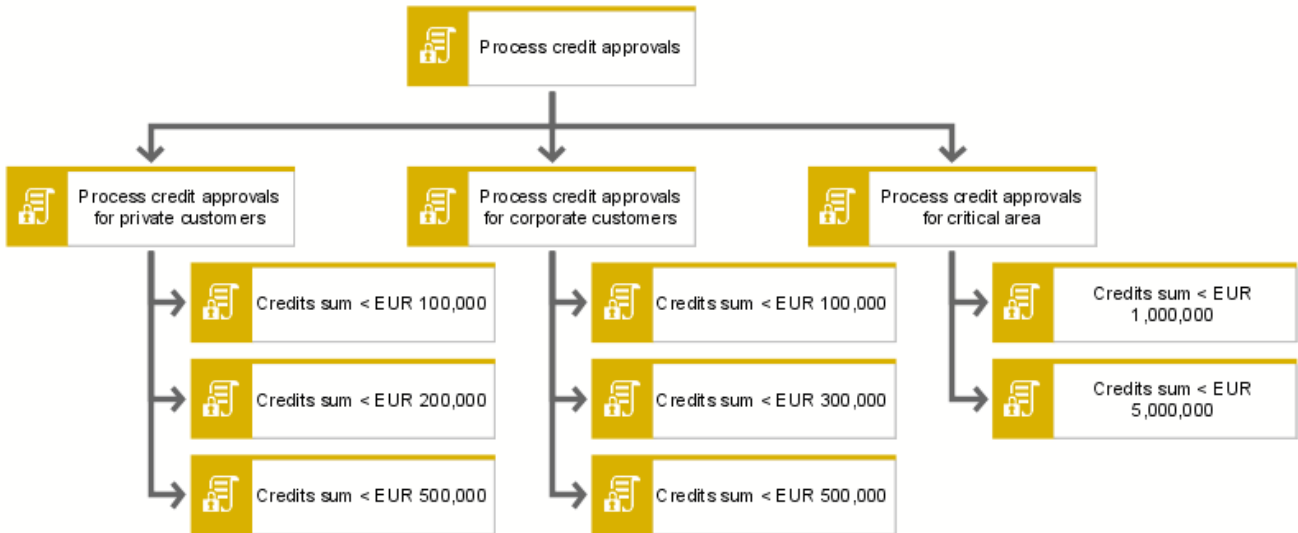 Process credit approvals
Process credit approvals
for private customers
Process credit approvals
for corporate customers
Process credit approvals
for critical area
Credits sum < EUR 100,000
Credits sum < EUR 200,000
Credits sum < EUR 500,000
Credits sum < EUR 100,000
Credits sum < EUR 300,000
Credits sum < EUR 500,000
Credits sum < EUR
1,000,000
Credits sum < EUR
5,000,000